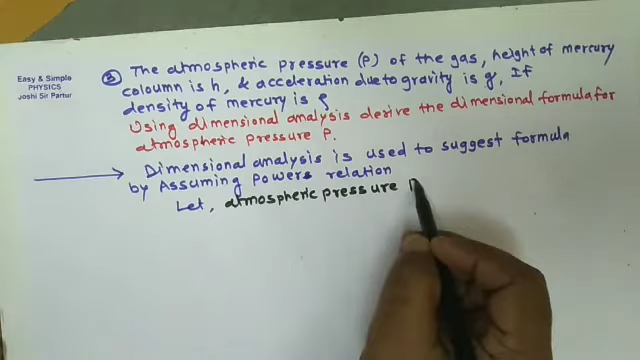 Easy & Simple
PHYSICS
Joshi Sir Partur
③ The atmospheric pressure (P) of the gas, height of mercury
coloumn is h, & acceleration due to gravity is g, If
density of mercury is ρ
Using dimensional analysis derive the dimensional formula for
atmospheric pressure P.
Dimensional analysis is used to suggest formula
by Assuming Powers relation
Let, atmospheric pressure